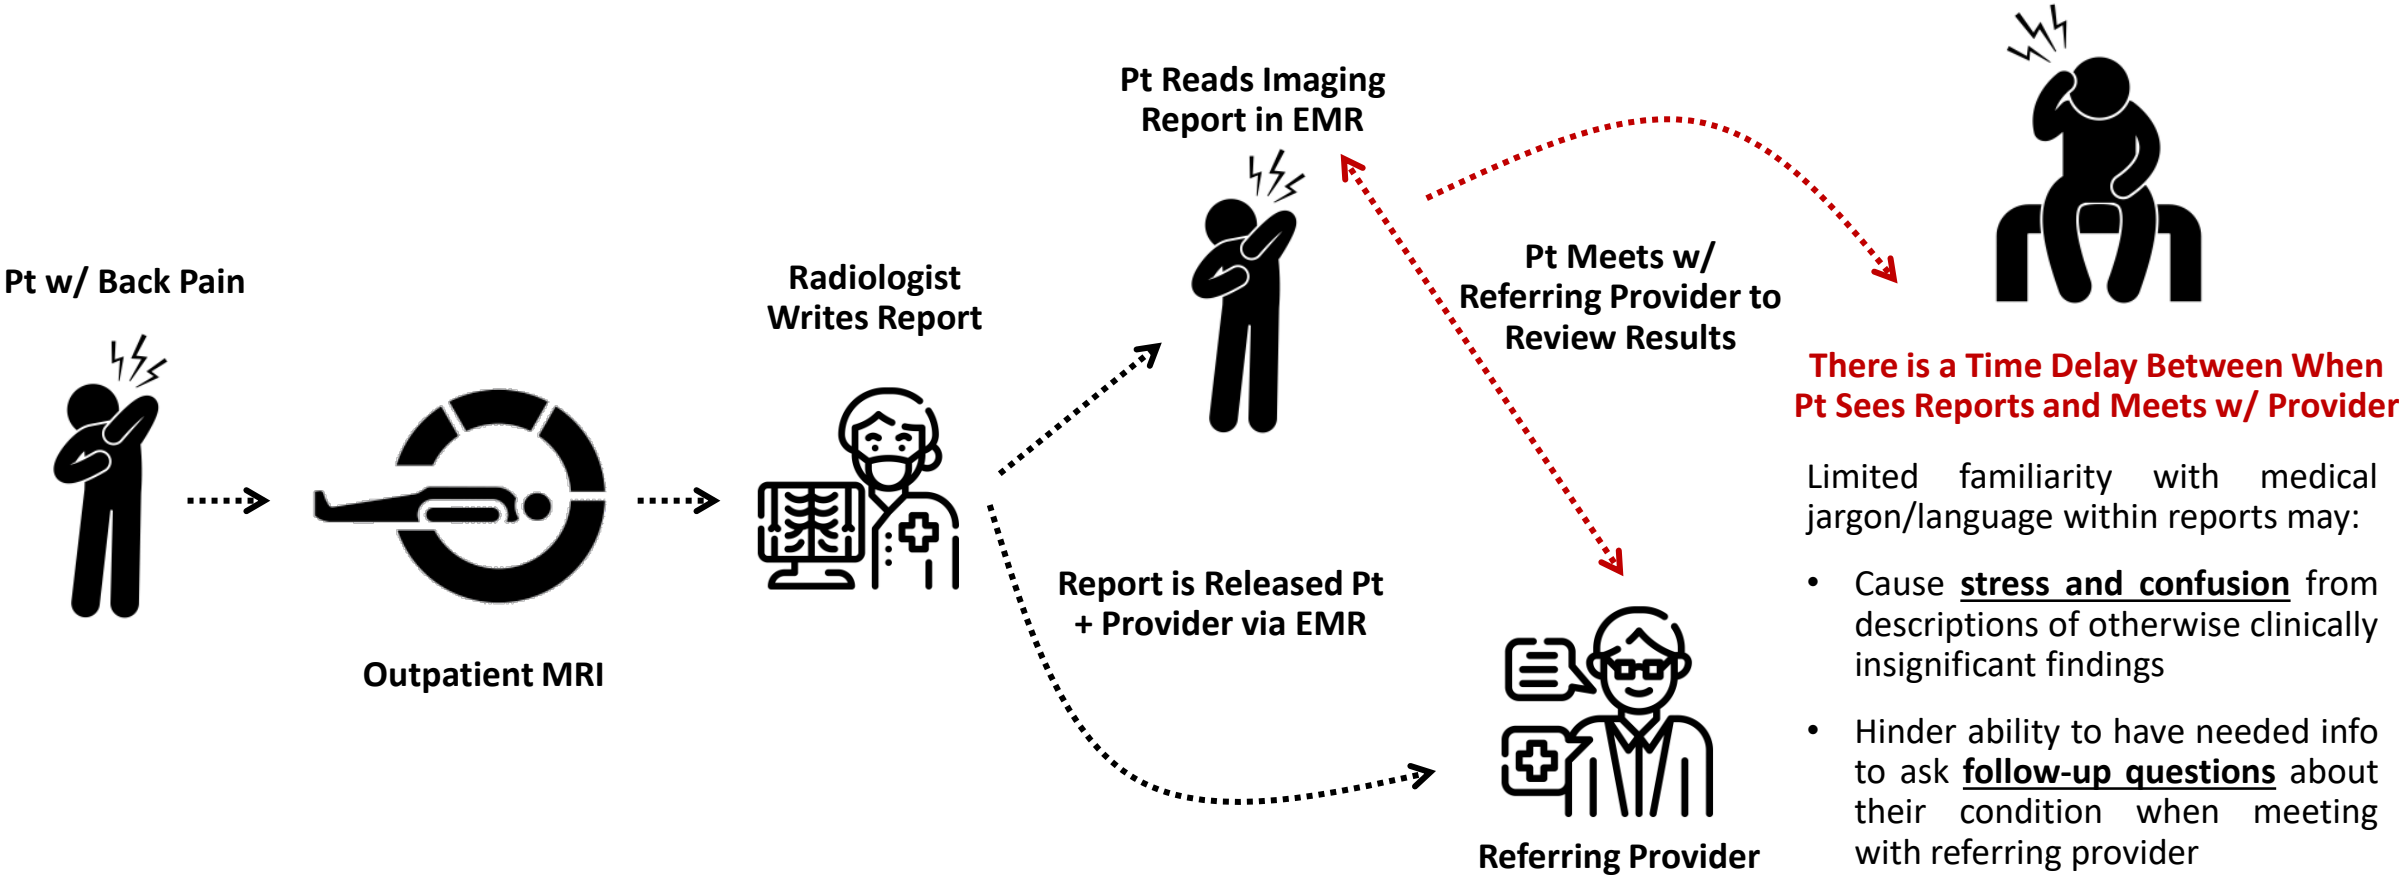 Pt w/ Back Pain
Outpatient MRI
Radiologist
Writes Report
Pt Reads Imaging
Report in EMR
Report is Released Pt
+ Provider via EMR
Pt Meets w/
Referring Provider to
Review Results
Referring Provider
There is a Time Delay Between When
Pt Sees Reports and Meets w/ Provider
Limited familiarity with medical
jargon/language within reports may:
• Cause stress and confusion from
descriptions of otherwise clinically
insignificant findings
• Hinder ability to have needed info
to ask follow-up questions about
their condition when meeting
with referring provider